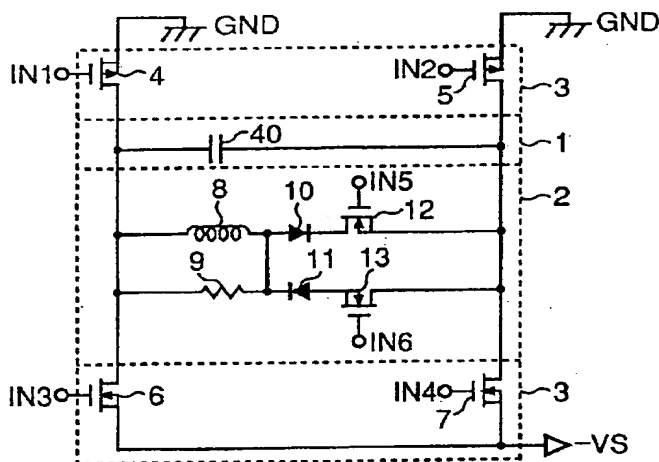 GND GND
IN1 4 IN2 5 3
40 1
8 10 IN5 12 2
9 11 13
IN6
IN3 6 IN4 7 3
-VS